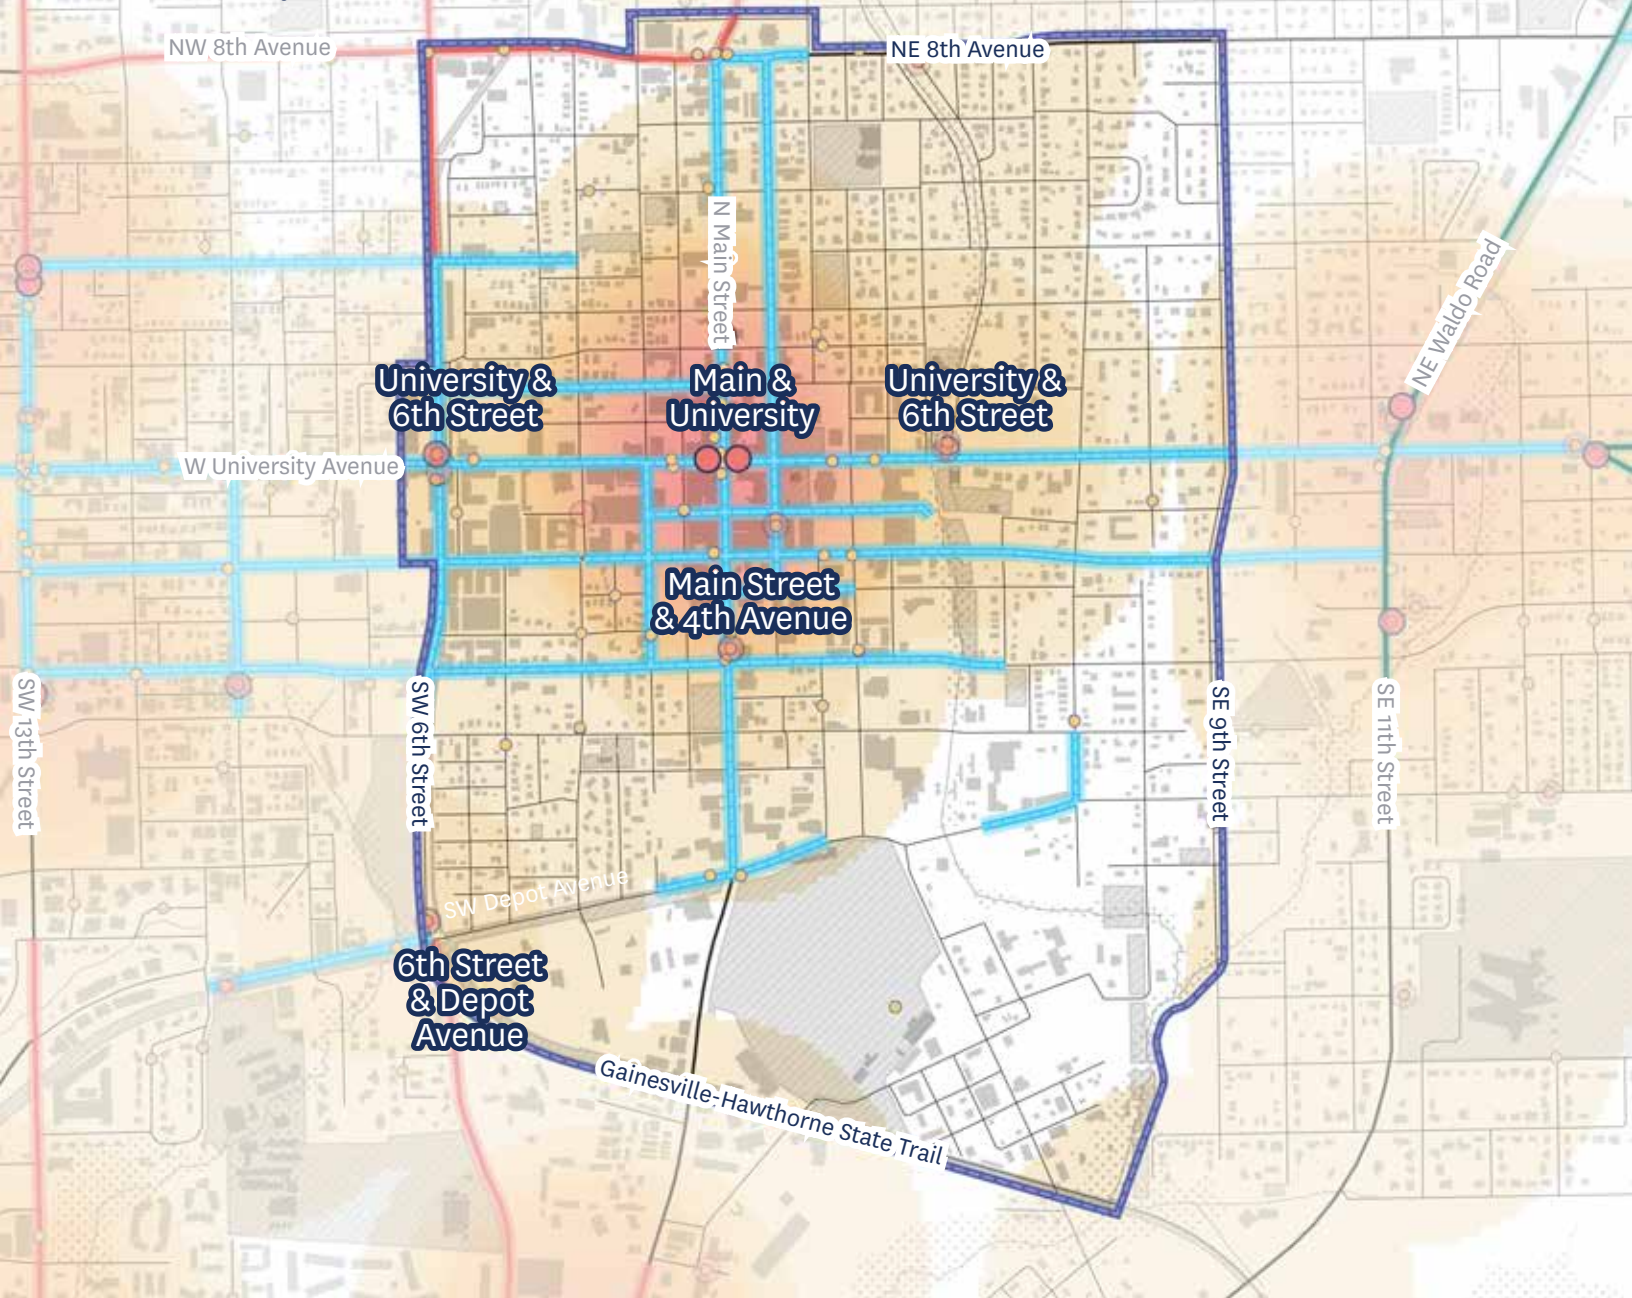 NW 8th Avenue
NE 8th Avenue
N Main Street
NE Waldo Road
University &
6th Street
Main &
University
University &
6th Street
W University Avenue
Main Street
& 4th Avenue
SW 13th Street
SW 6th Street
SE 9th Street
SE 11th Street
SW Depot Avenue
6th Street
& Depot
Avenue
Gainesville-Hawthorne State Trail